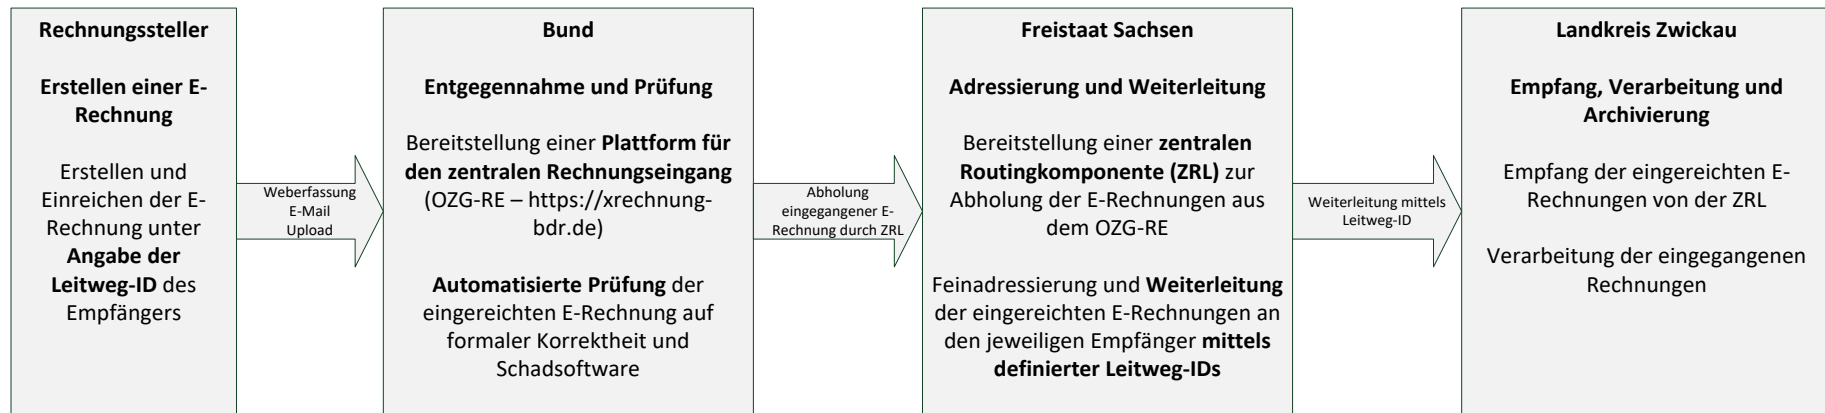 Rechnungssteller
Erstellen einer E-
Rechnung
Erstellen und
Einreichen der E-
Rechnung unter
Angabe der
Leitweg-ID des
Empfängers
Weberfassung
E-Mail
Upload
Bund
Entgegennahme und Prüfung
Bereitstellung einer Plattform für
den zentralen Rechnungseingang
(OZG-RE – https://xrechnung-
bdr.de)
Automatisierte Prüfung der
eingereichten E-Rechnung auf
formaler Korrektheit und
Schadsoftware
Abholung
eingegangener E-
Rechnung durch ZRL
Freistaat Sachsen
Adressierung und Weiterleitung
Bereitstellung einer zentralen
Routingkomponente (ZRL) zur
Abholung der E-Rechnungen aus
dem OZG-RE
Feinadressierung und Weiterleitung
der eingereichten E-Rechnungen an
den jeweiligen Empfänger mittels
definierter Leitweg-IDs
Weiterleitung mittels
Leitweg-ID
Landkreis Zwickau
Empfang, Verarbeitung und
Archivierung
Empfang der eingereichten E-
Rechnungen von der ZRL
Verarbeitung der eingegangenen
Rechnungen